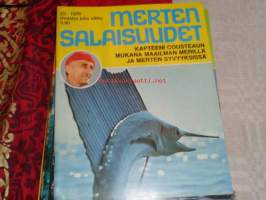 MERTEN
SALAISUUDET
KAPTEENI COUSTEAUN
MUKANA MAAILMAN MERILLÄ
JA MERTEN SYVYYKSISSÄ